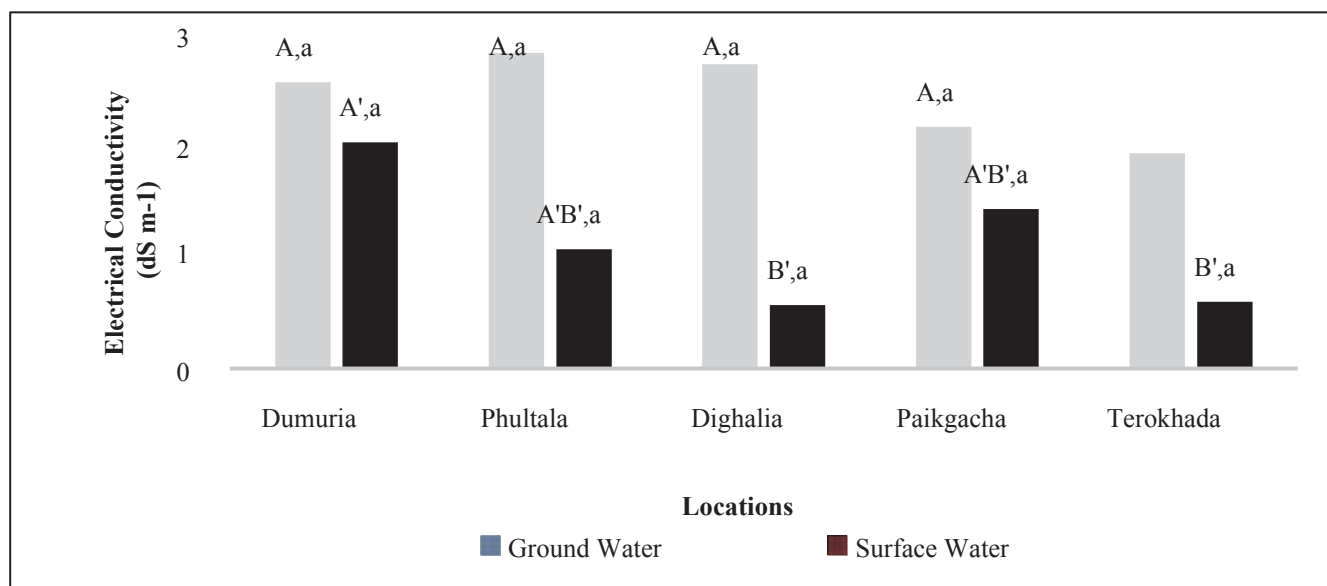 3
A,a
A,a
A,a
A',a
A,a
2
A'B',a
A'B',a
1
B',a
B',a
0
Electrical Conductivity
(dS m-1)
Dumuria Phultala Dighalia Paikgacha Terokhada
Locations
Ground Water Surface Water